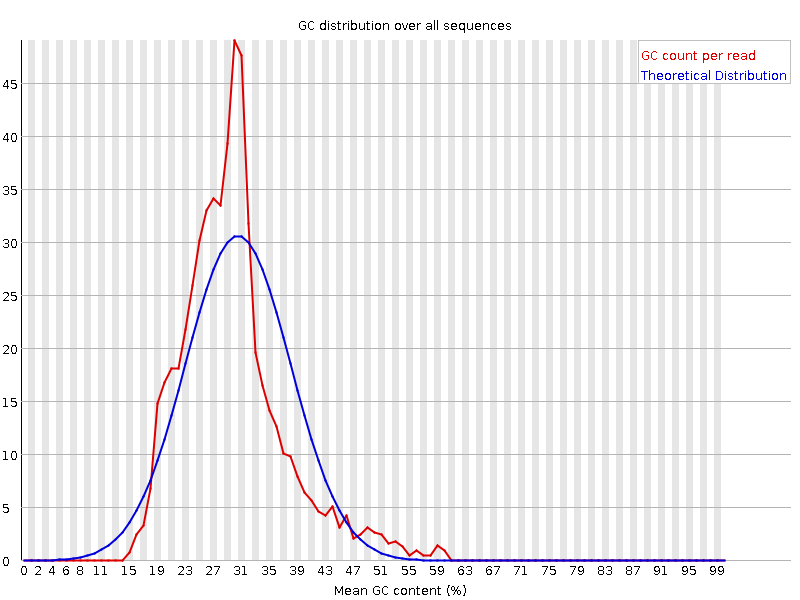 GC distribution over all sequences
GC count per read
Theoretical Distribution
45
40
35
30
25
20
15
10
5
0
0 2 4 6 8 11 15 19 23 27 31 35 39 43 47 51 55 59 63 67 71 75 79 83 87 91 95 99
Mean GC content (%)